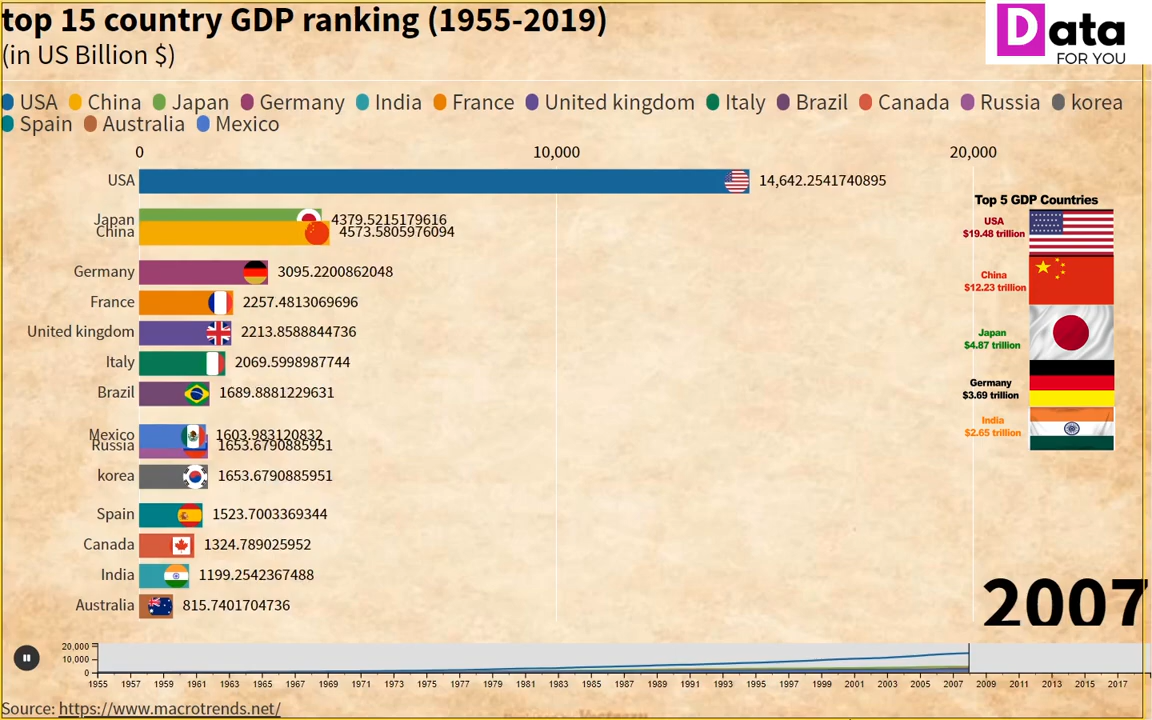 top 15 country GDP ranking (1955-2019)
(in US Billion $)
Data
FOR YOU
USA China Japan Germany India France United kingdom Italy Brazil Canada Russia korea
Spain Australia Mexico
0 10,000 20,000
USA 14,642.2541740895
Japan 4379.5215179616
China 4573.5805976094
Germany 3095.2200862048
France 2257.4813069696
United kingdom 2213.8588844736
Italy 2069.5998987744
Brazil 1689.8881229631
Mexico 1603.983120832
Russia 1653.6790885951
korea 1653.6790885951
Spain 1523.7003369344
Canada 1324.789025952
India 1199.2542367488
Australia 815.7401704736
Top 5 GDP Countries
USA
$19.48 trillion
China
$12.23 trillion
Japan
$4.87 trillion
Germany
$3.69 trillion
India
$2.65 trillion
2007
20,000
10,000
0
1955 1957 1959 1961 1963 1965 1967 1969 1971 1973 1975 1977 1979 1981 1983 1985 1987 1989 1991 1993 1995 1997 1999 2001 2003 2005 2007 2009 2011 2013 2015 2017
Source: https://www.macrotrends.net/